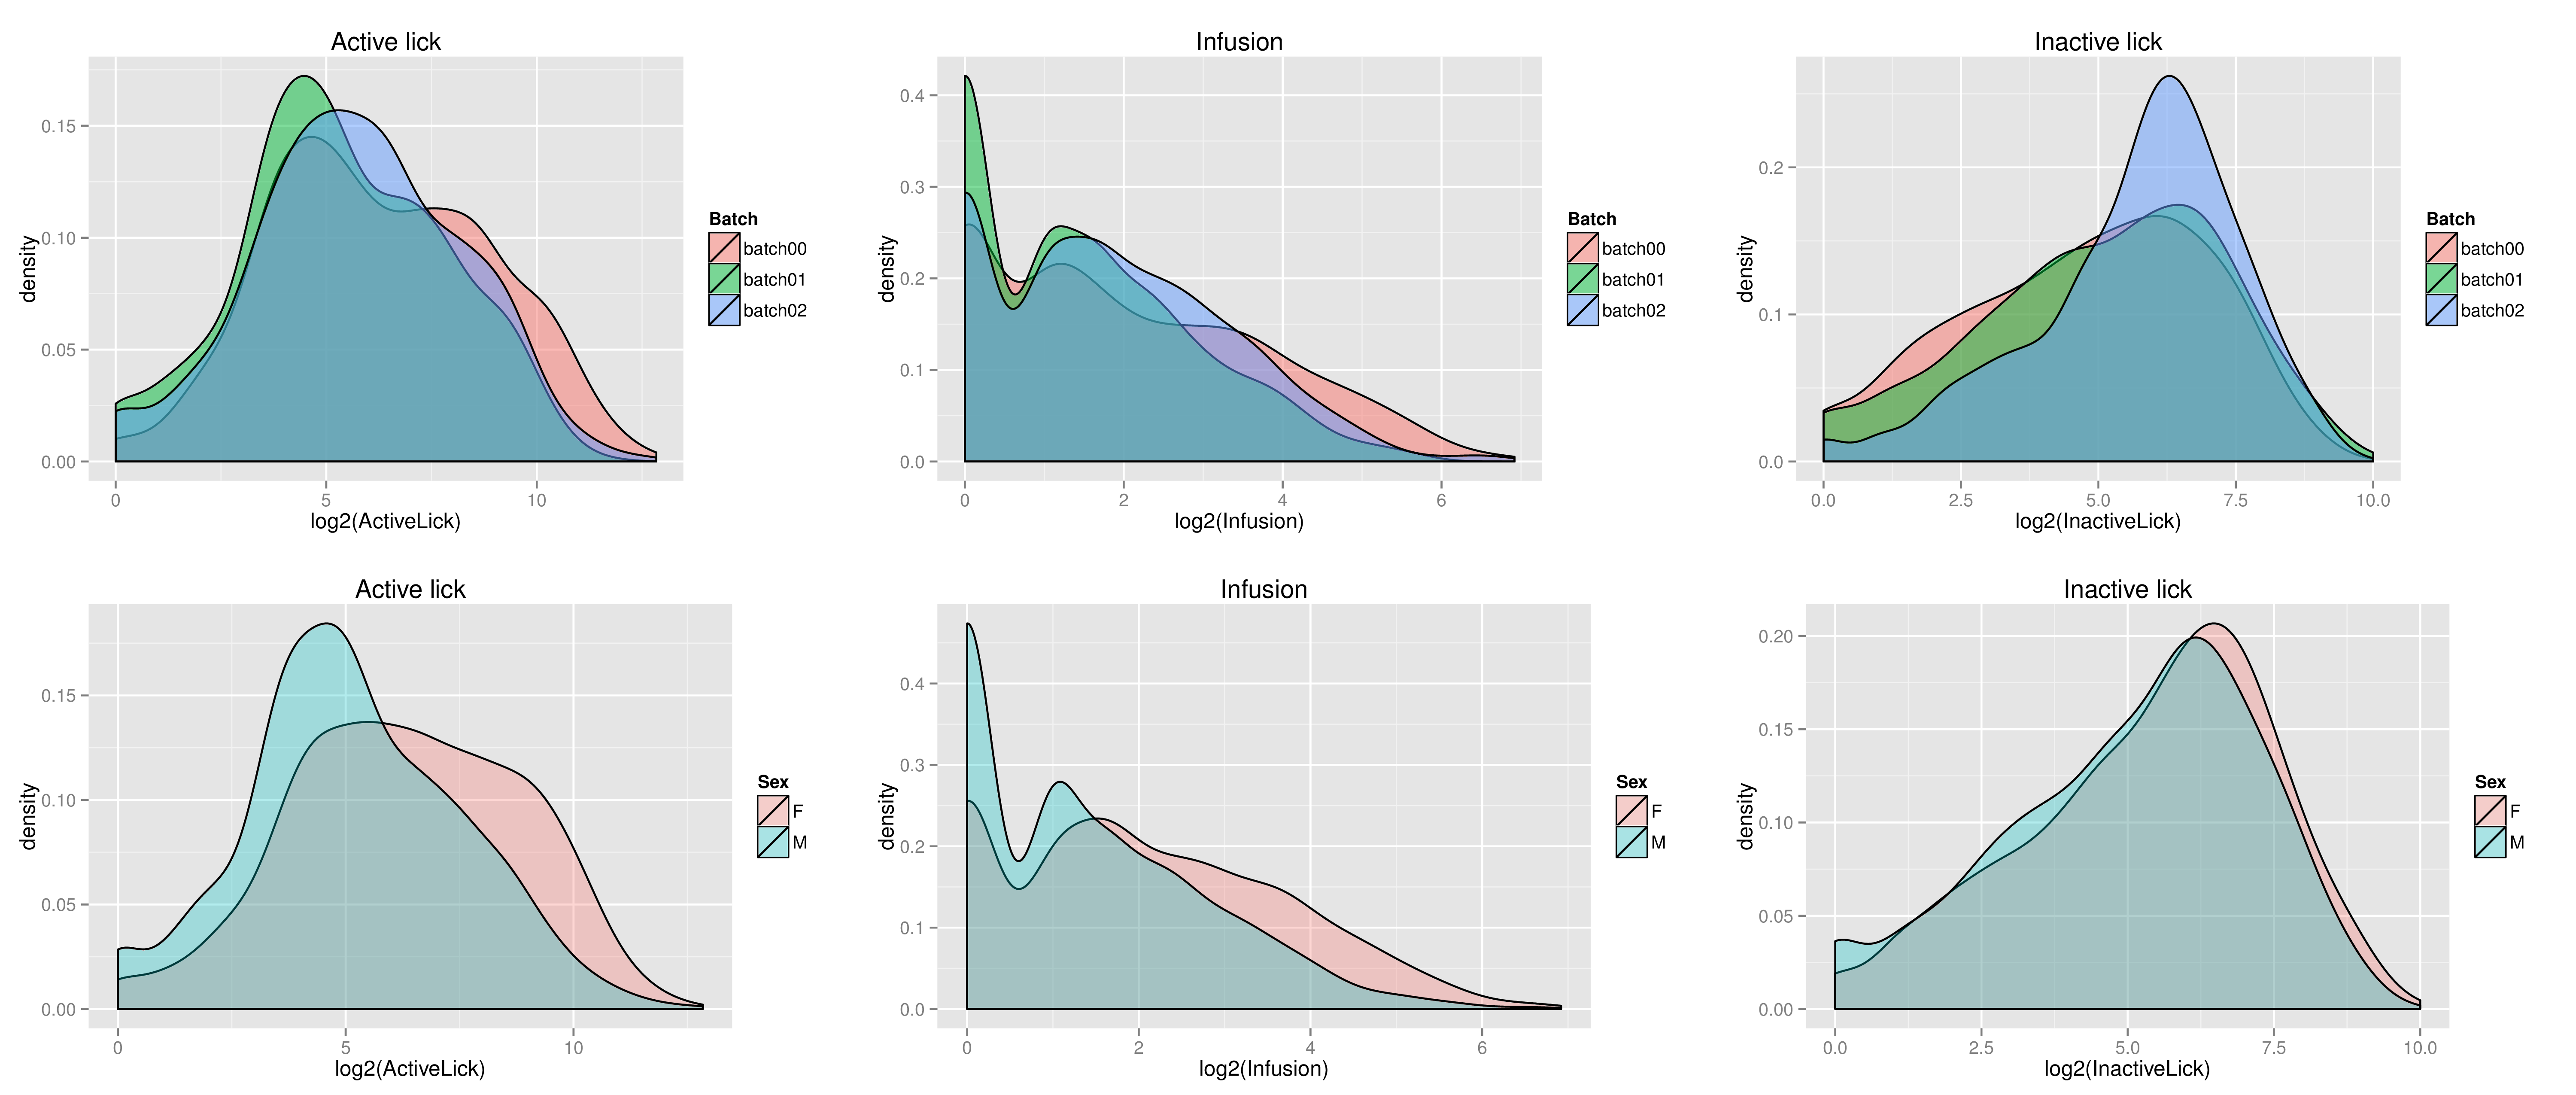 Active lick
0.15
0.10
0.05
0.00
density
0 5 10
log2(ActiveLick)
Batch
batch00
batch01
batch02
Infusion
0.4
0.3
0.2
0.1
0.0
density
0 2 4 6
log2(Infusion)
Batch
batch00
batch01
batch02
Inactive lick
0.2
0.1
0.0
density
0.0 2.5 5.0 7.5 10.0
log2(InactiveLick)
Batch
batch00
batch01
batch02
Active lick
0.15
0.10
0.05
0.00
density
0 5 10
log2(ActiveLick)
Sex
F
M
Infusion
0.4
0.3
0.2
0.1
0.0
density
0 2 4 6
log2(Infusion)
Sex
F
M
Inactive lick
0.20
0.15
0.10
0.05
0.00
density
0.0 2.5 5.0 7.5 10.0
log2(InactiveLick)
Sex
F
M